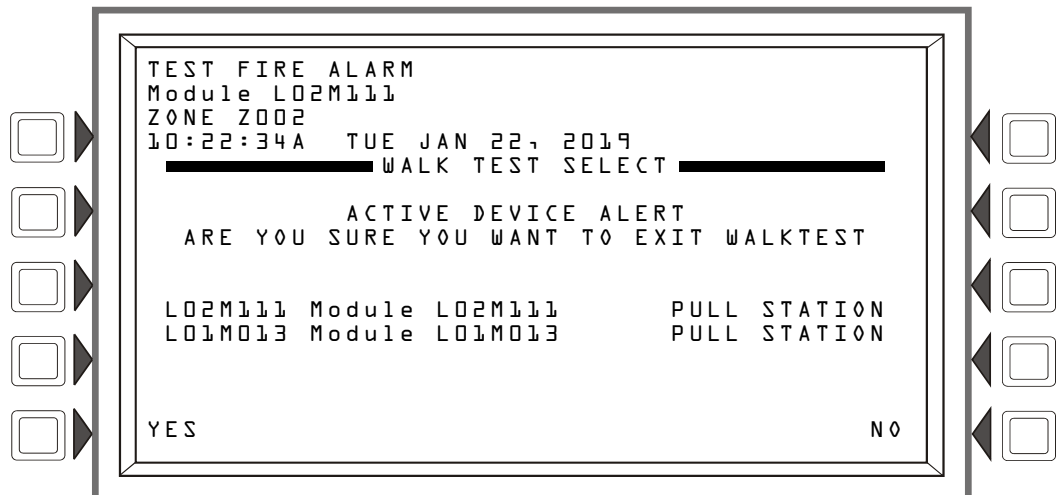 TEST FIRE ALARM
Module L02M111
ZONE Z002
10:22:34A TUE JAN 22, 2019
WALK TEST SELECT
ACTIVE DEVICE ALERT
ARE YOU SURE YOU WANT TO EXIT WALKTEST
L02M111 Module L02M111 PULL STATION
L01M013 Module L01M013 PULL STATION
YES NO